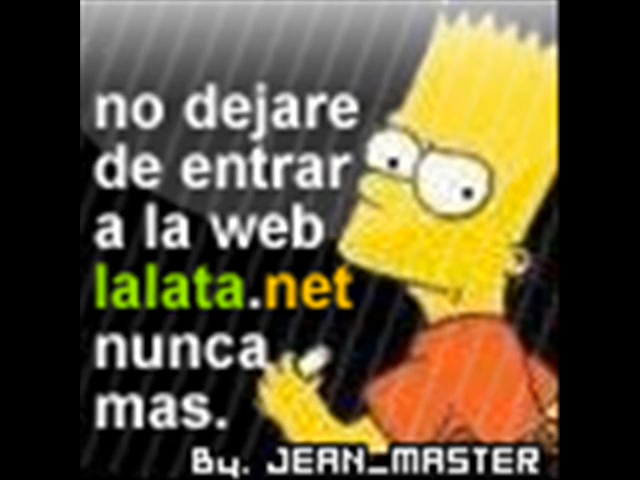 no dejare
de entrar
a la web
lalata.net
nunca
mas.
By. JEAN_MASTER